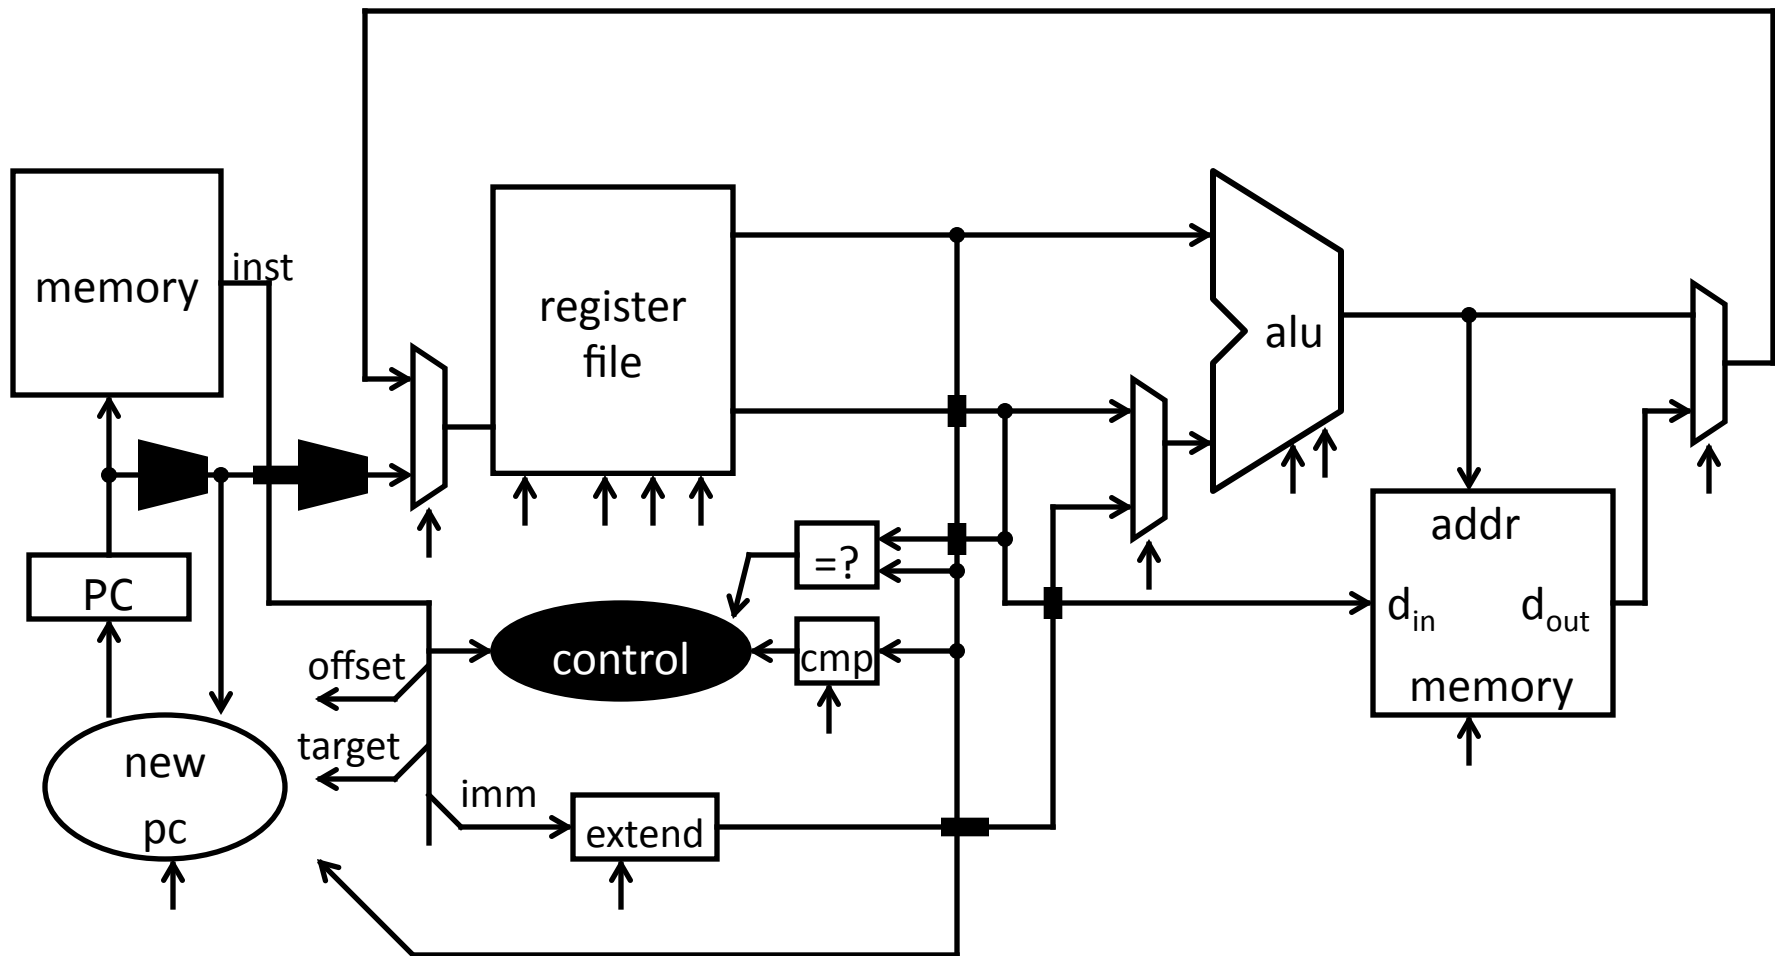 memory
inst
register
file
alu
addr
d_in
d_out
memory
PC
=?
control
cmp
offset
target
new
pc
imm
extend